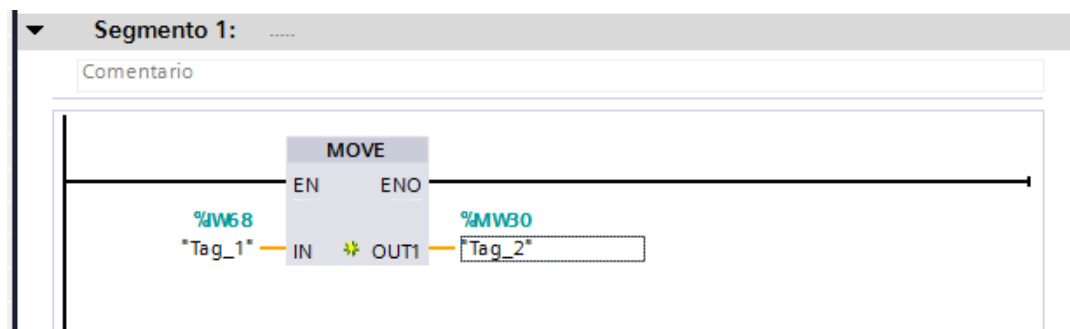 Segmento 1: .....
Comentario
MOVE
EN ENO
%IW68 %MW30
"Tag_1" IN OUT1 "Tag_2"